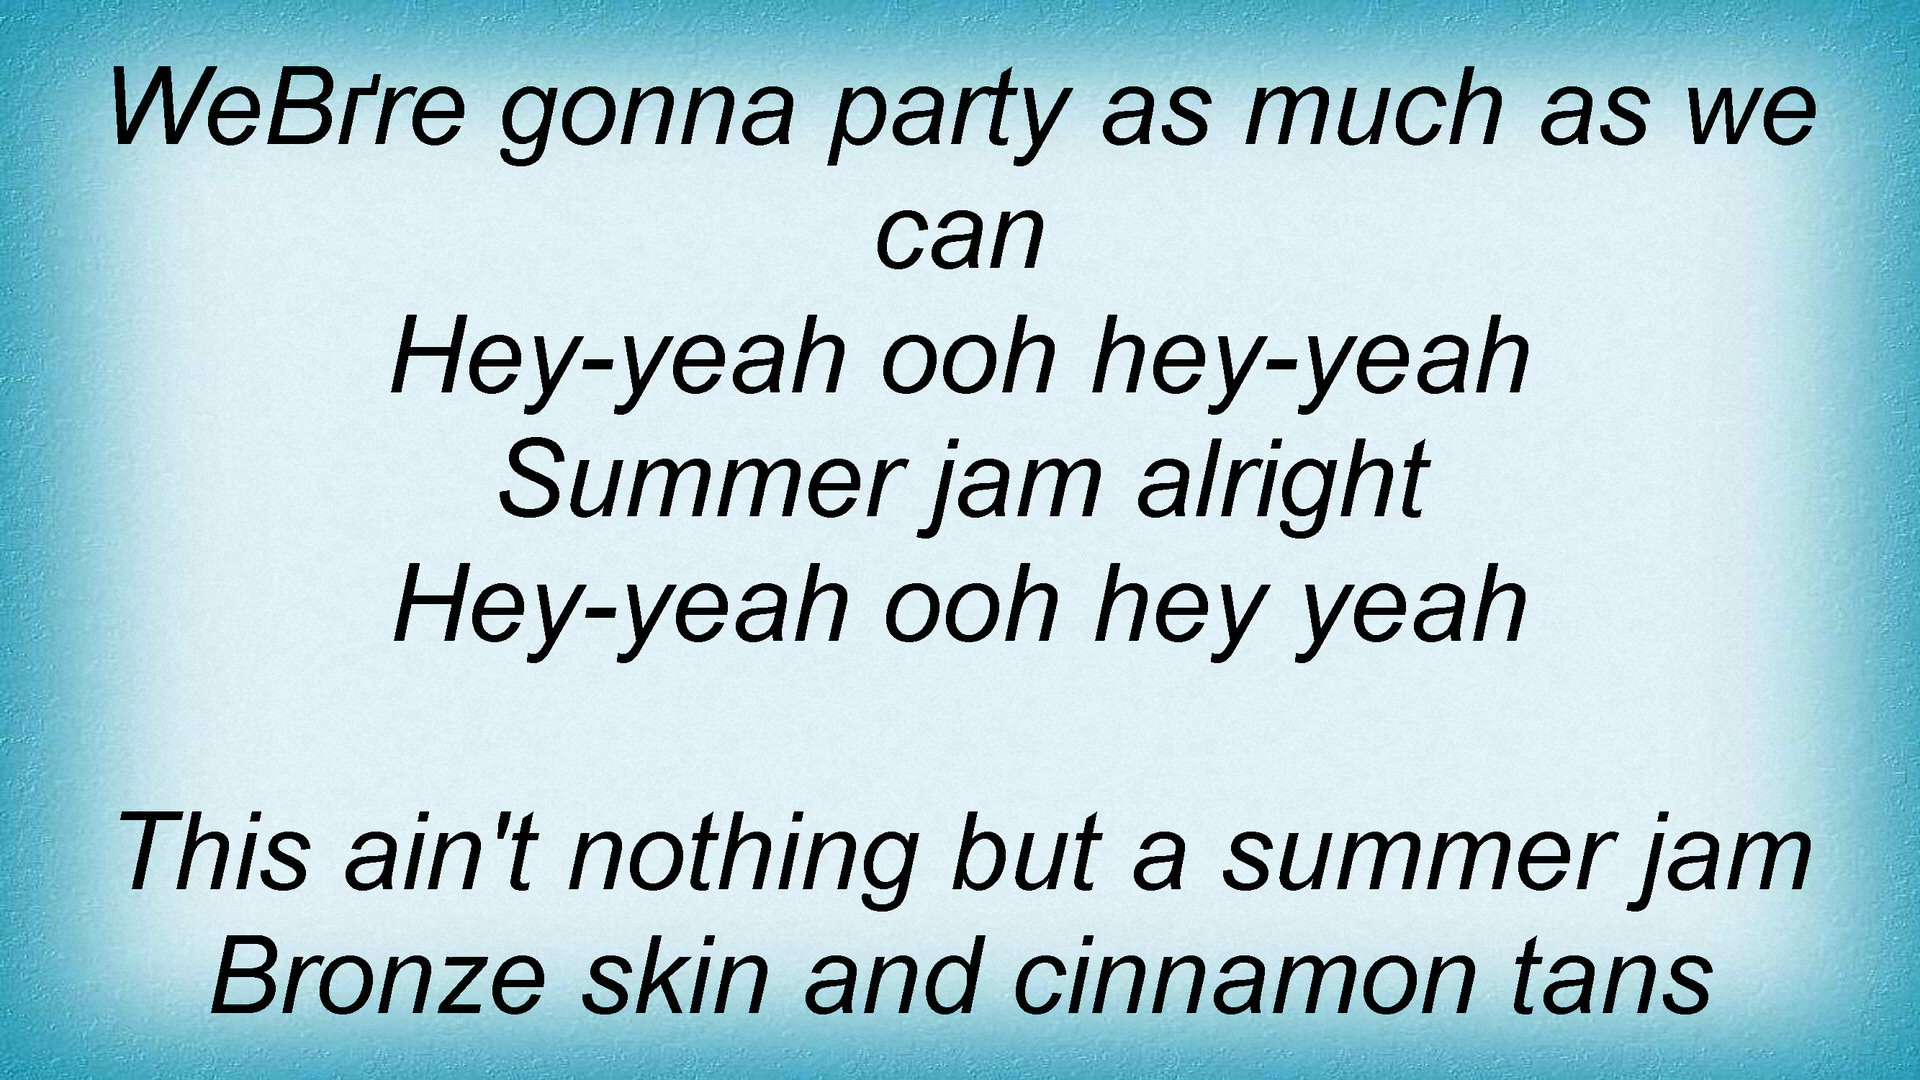 WeBґre gonna party as much as we
can
Hey-yeah ooh hey-yeah
Summer jam alright
Hey-yeah ooh hey yeah
This ain't nothing but a summer jam
Bronze skin and cinnamon tans